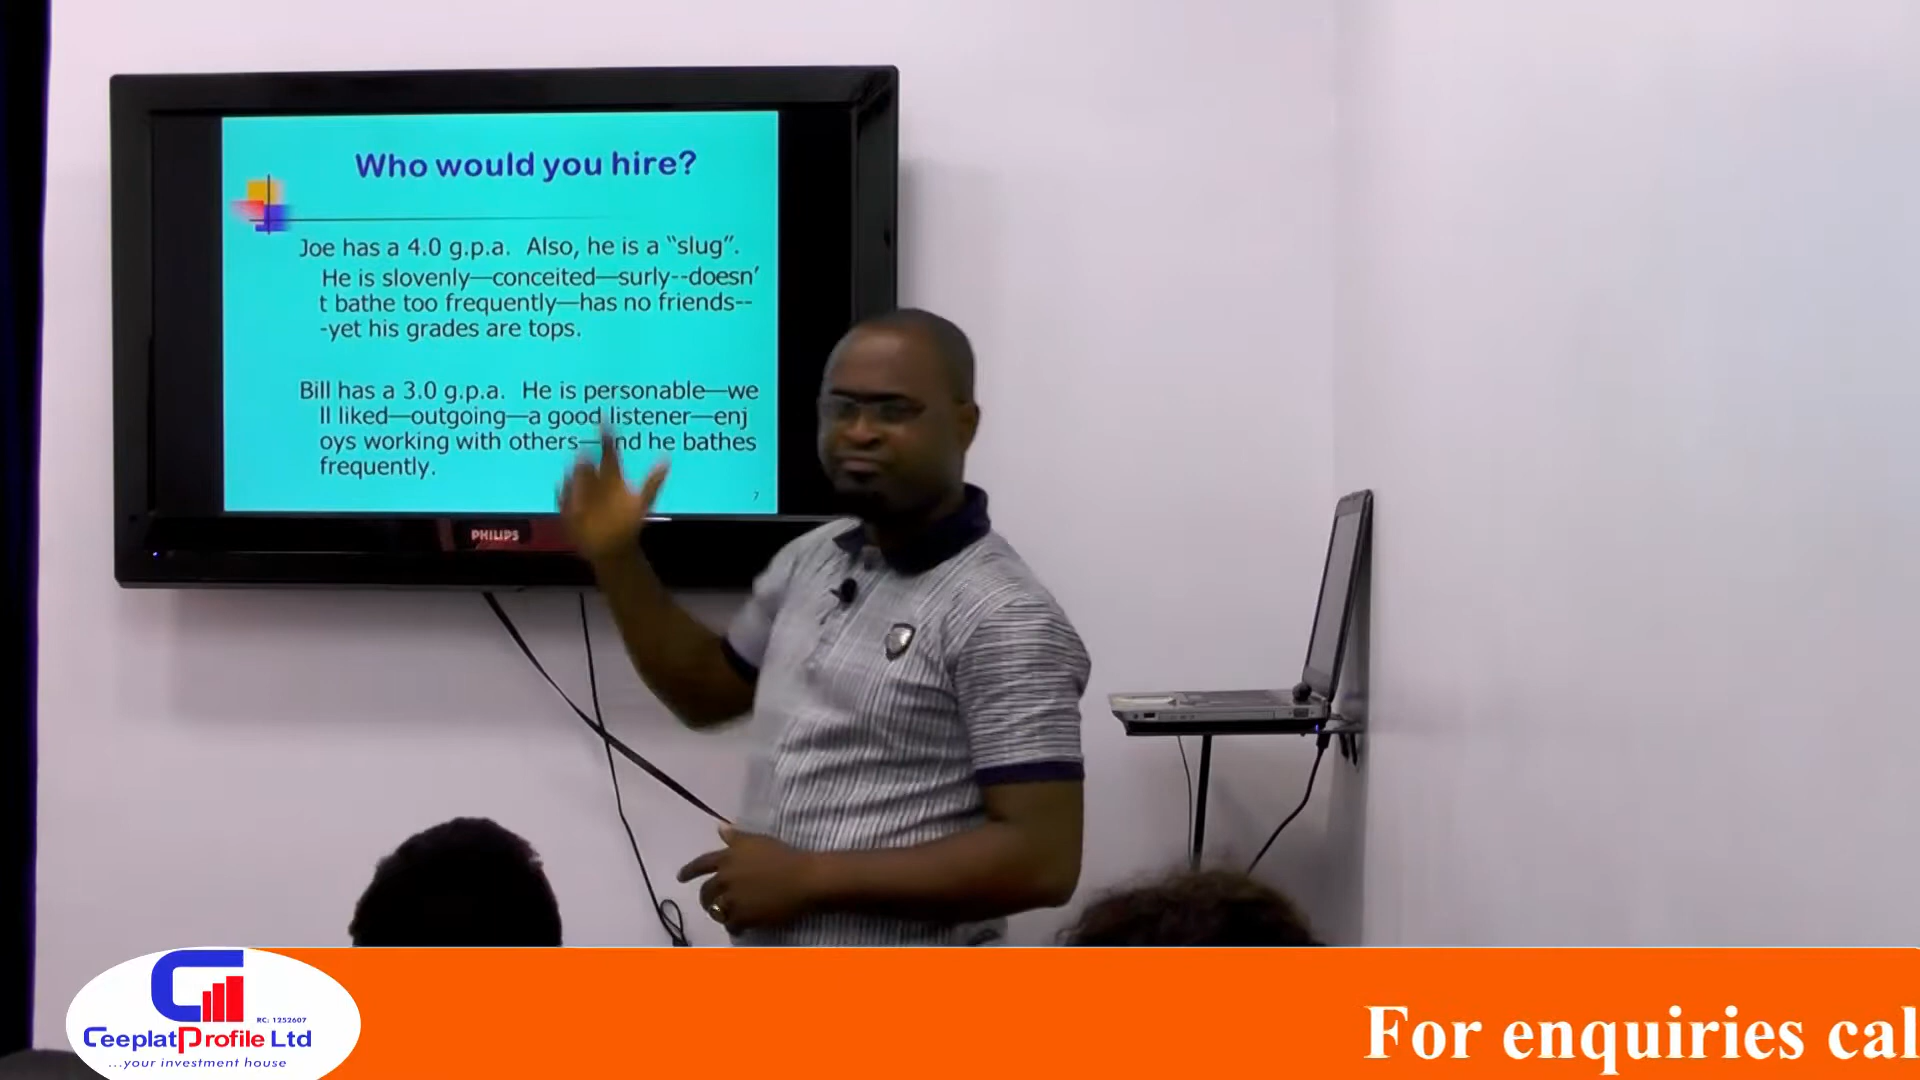 Who would you hire?
Joe has a 4.0 g.p.a. Also, he is a “slug”.
He is slovenly—conceited—surly--doesn’
t bathe too frequently—has no friends--
-yet his grades are tops.
Bill has a 3.0 g.p.a. He is personable—we
ll liked—outgoing—a good listener—enj
oys working with others—and he bathes
frequently.
7
PHILIPS
RC: 1252607
CeeplatProfile Ltd
...your investment house
For enquiries cal